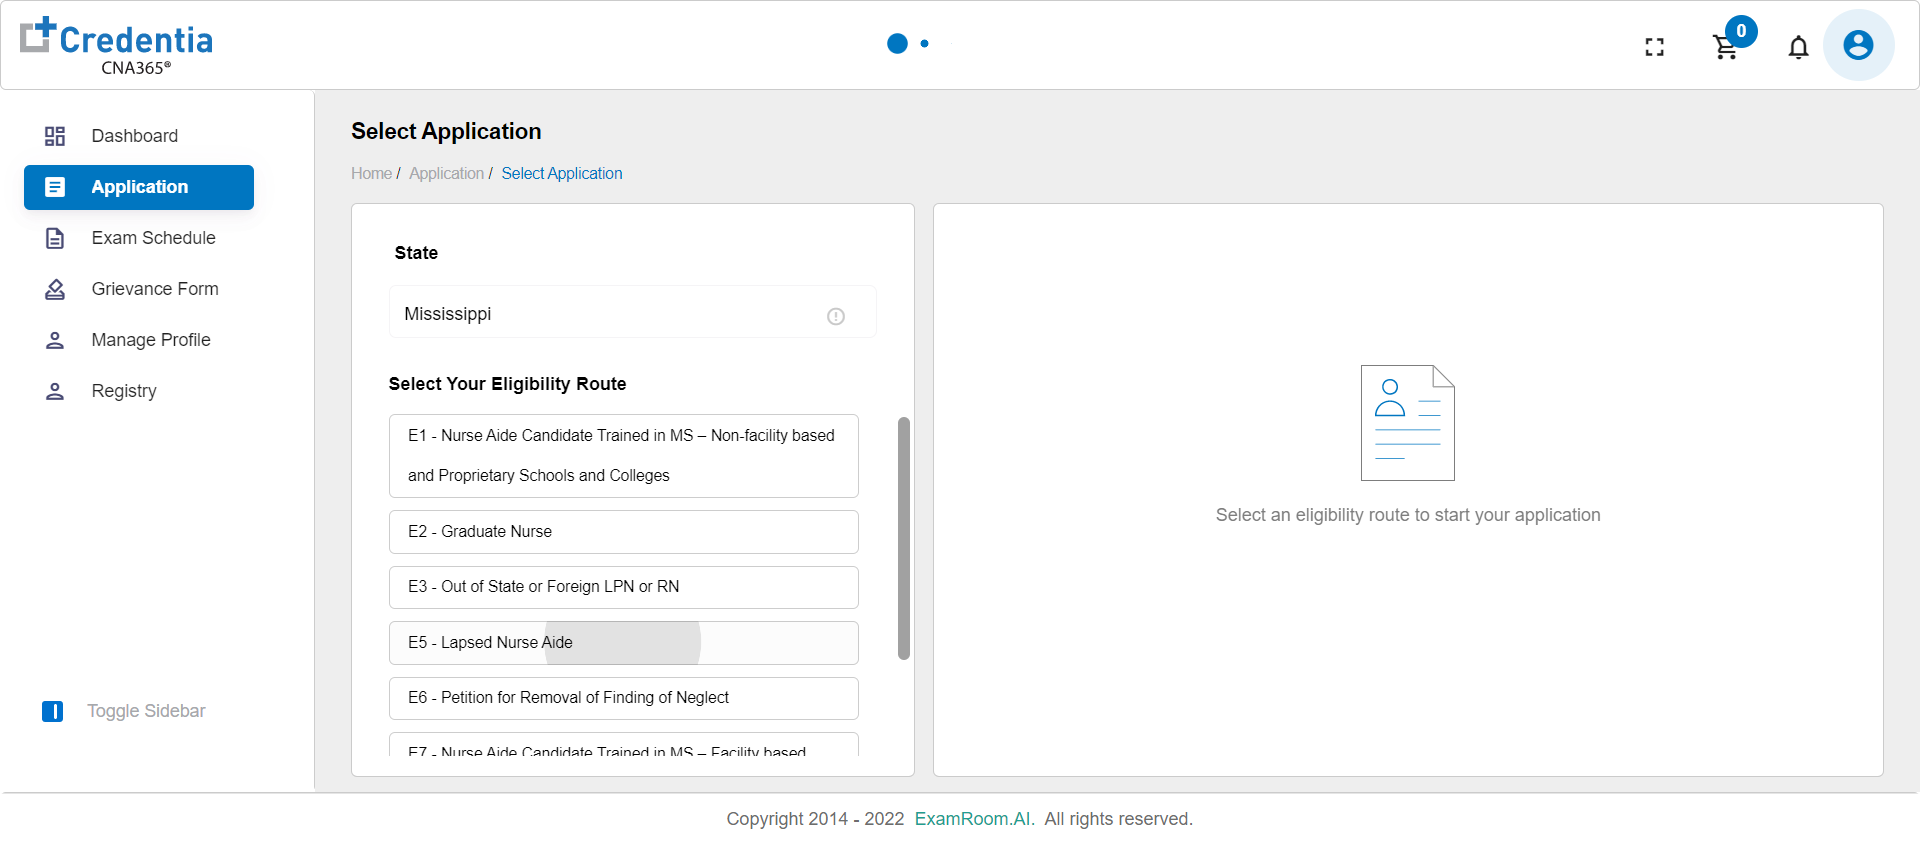 Credentia
CNA365®
0
Dashboard
Application
Exam Schedule
Grievance Form
Manage Profile
Registry
Toggle Sidebar
Select Application
Home / Application / Select Application
State
Mississippi
Select Your Eligibility Route
E1 - Nurse Aide Candidate Trained in MS – Non-facility based
and Proprietary Schools and Colleges
E2 - Graduate Nurse
E3 - Out of State or Foreign LPN or RN
E5 - Lapsed Nurse Aide
E6 - Petition for Removal of Finding of Neglect
E7 - Nurse Aide Candidate Trained in MS – Facility based
Select an eligibility route to start your application
Copyright 2014 - 2022 ExamRoom.AI. All rights reserved.